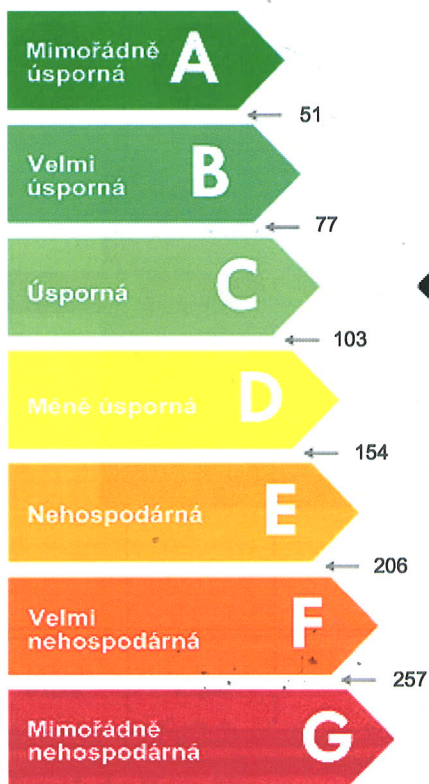 Mimořádně
úsporná
A
51
Velmi
úsporná
B
77
Úsporná
C
103
Méně úsporná
D
154
Nehospodárná
E
206
Velmi
nehospodárná
F
257
Mimořádně
nehospodárná
G